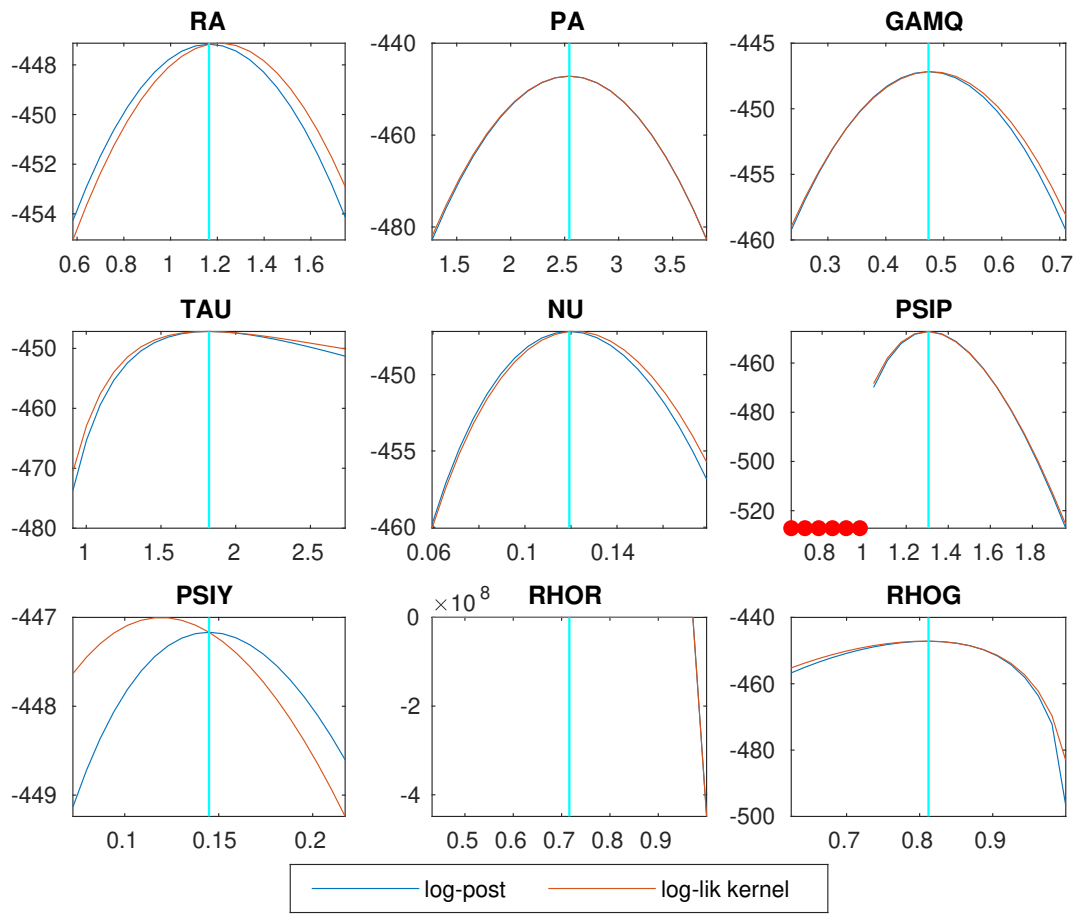 RA
PA
GAMQ
-448
-450
-452
-454
0.6 0.8 1 1.2 1.4 1.6
-440
-460
-480
1.5 2 2.5 3 3.5
-445
-450
-455
-460
0.3 0.4 0.5 0.6 0.7
TAU
NU
PSIP
-450
-460
-470
-480
1 1.5 2 2.5
-450
-455
-460
0.06 0.1 0.14
-460
-480
-500
-520
0.8 1.2 1.6 1.8
PSIY
RHOR
RHOG
-447
-448
-449
0.1 0.15 0.2
×10^8
0
-2
-4
0.5 0.6 0.7 0.8 0.9
-440
-460
-480
-500
0.7 0.8 0.9
log-post log-lik kernel